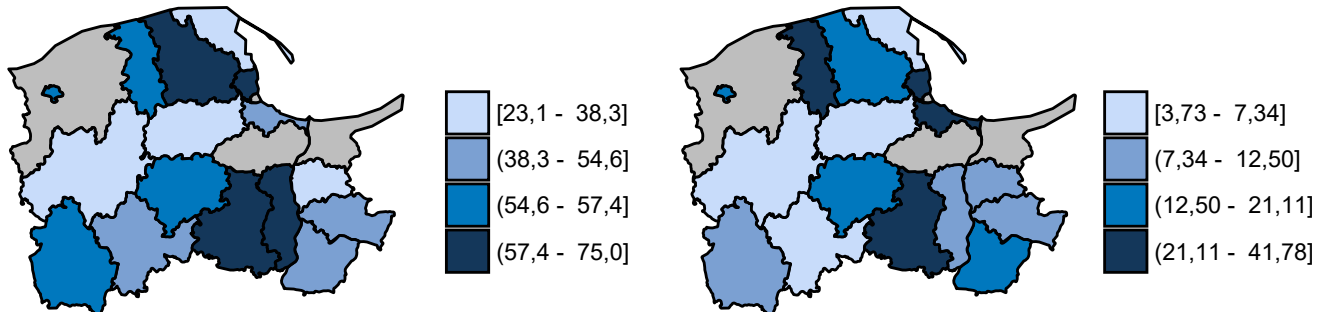 [23,1 - 38,3]
(38,3 - 54,6]
(54,6 - 57,4]
(57,4 - 75,0]
[3,73 - 7,34]
(7,34 - 12,50]
(12,50 - 21,11]
(21,11 - 41,78]